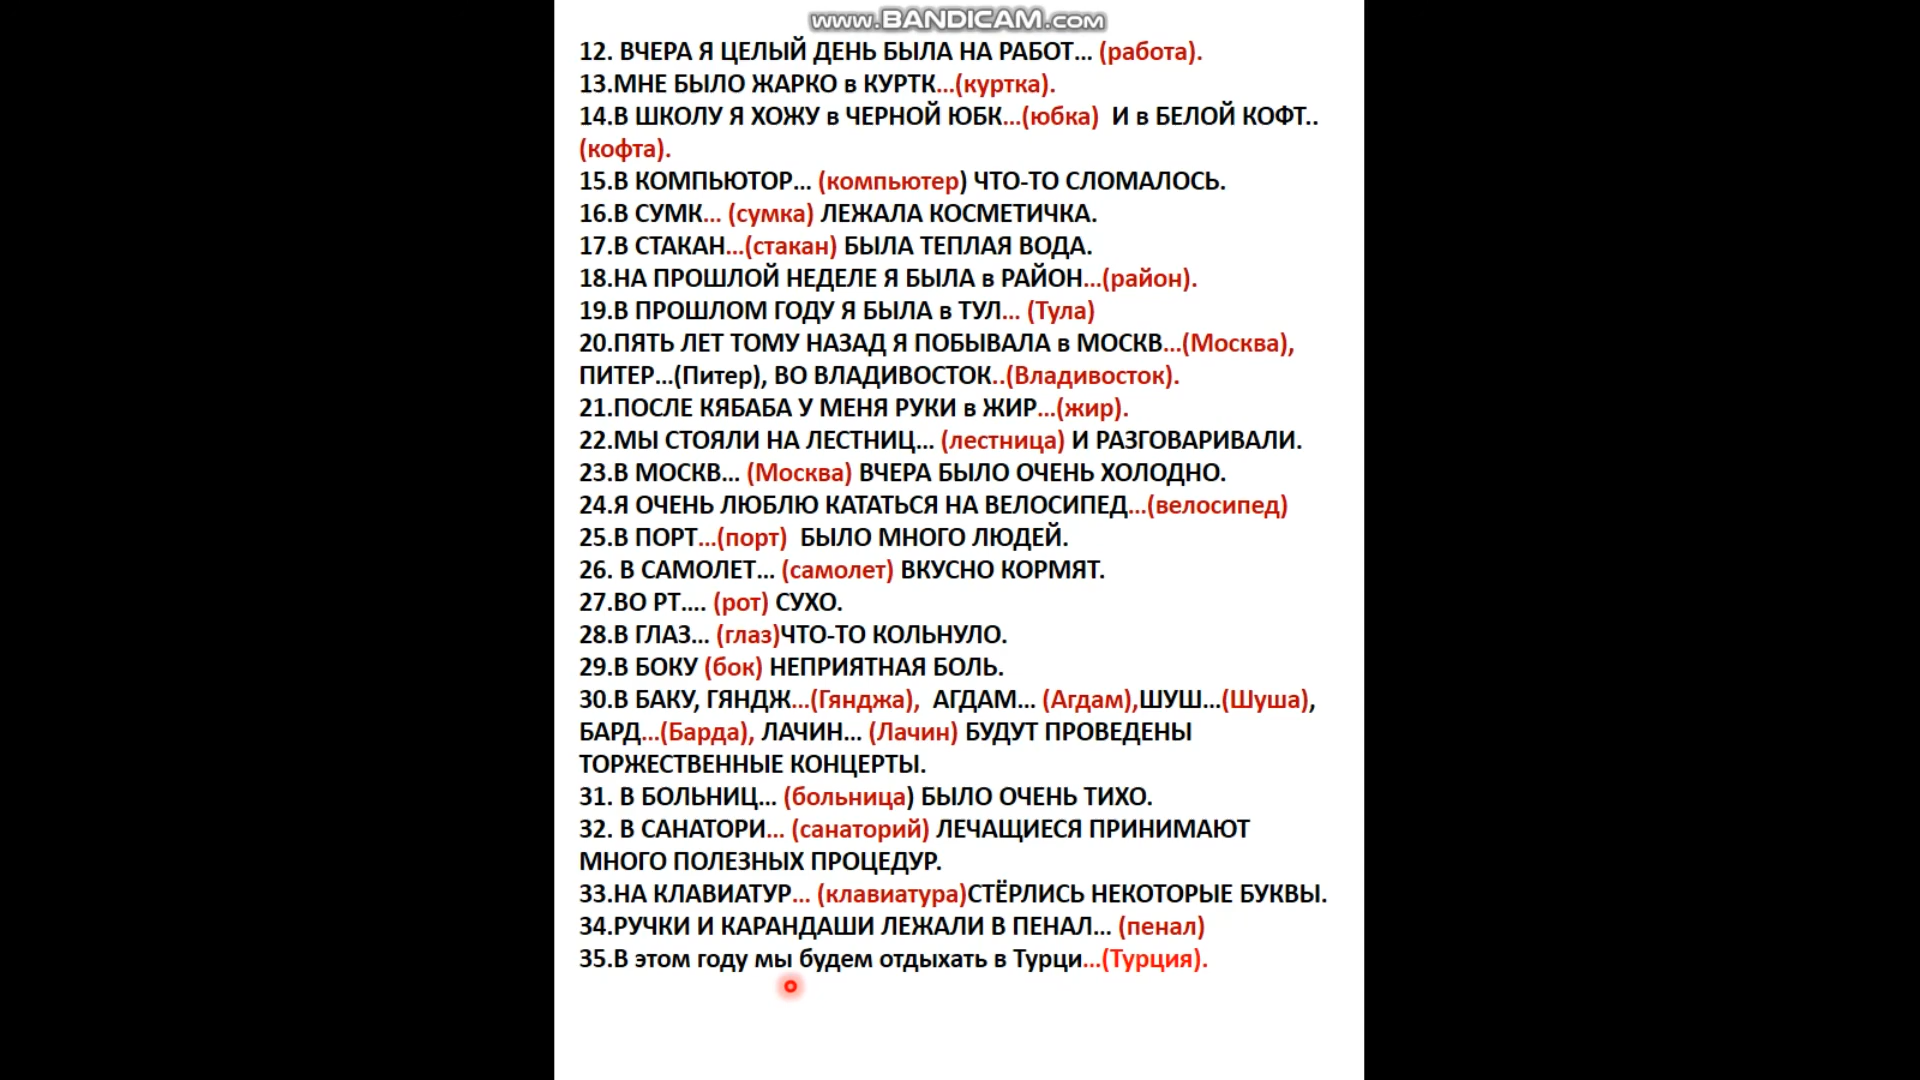 www.BANDICAM.com
12. ВЧЕРА Я ЦЕЛЫЙ ДЕНЬ БЫЛА НА РАБОТ... (работа).
13.МНЕ БЫЛО ЖАРКО в КУРТК...(куртка).
14.В ШКОЛУ Я ХОЖУ в ЧЕРНОЙ ЮБК...(юбка) И в БЕЛОЙ КОФТ..
(кофта).
15.В КОМПЬЮТОР... (компьютер) ЧТО-ТО СЛОМАЛОСЬ.
16.В СУМК... (сумка) ЛЕЖАЛА КОСМЕТИЧКА.
17.В СТАКАН...(стакан) БЫЛА ТЕПЛАЯ ВОДА.
18.НА ПРОШЛОЙ НЕДЕЛЕ Я БЫЛА в РАЙОН...(район).
19.В ПРОШЛОМ ГОДУ Я БЫЛА в ТУЛ... (Тула)
20.ПЯТЬ ЛЕТ ТОМУ НАЗАД Я ПОБЫВАЛА в МОСКВ...(Москва),
ПИТЕР...(Питер), ВО ВЛАДИВОСТОК..(Владивосток).
21.ПОСЛЕ КЯБАБА У МЕНЯ РУКИ в ЖИР...(жир).
22.МЫ СТОЯЛИ НА ЛЕСТНИЦ... (лестница) И РАЗГОВАРИВАЛИ.
23.В МОСКВ... (Москва) ВЧЕРА БЫЛО ОЧЕНЬ ХОЛОДНО.
24.Я ОЧЕНЬ ЛЮБЛЮ КАТАТЬСЯ НА ВЕЛОСИПЕД...(велосипед)
25.В ПОРТ...(порт) БЫЛО МНОГО ЛЮДЕЙ.
26. В САМОЛЕТ... (самолет) ВКУСНО КОРМЯТ.
27.ВО РТ.... (рот) СУХО.
28.В ГЛАЗ... (глаз)ЧТО-ТО КОЛЬНУЛО.
29.В БОКУ (бок) НЕПРИЯТНАЯ БОЛЬ.
30.В БАКУ, ГЯНДЖ...(Гянджа), АГДАМ... (Агдам),ШУШ...(Шуша),
БАРД...(Барда), ЛАЧИН... (Лачин) БУДУТ ПРОВЕДЕНЫ
ТОРЖЕСТВЕННЫЕ КОНЦЕРТЫ.
31. В БОЛЬНИЦ... (больница) БЫЛО ОЧЕНЬ ТИХО.
32. В САНАТОРИ... (санаторий) ЛЕЧАЩИЕСЯ ПРИНИМАЮТ
МНОГО ПОЛЕЗНЫХ ПРОЦЕДУР.
33.НА КЛАВИАТУР... (клавиатура)СТЁРЛИСЬ НЕКОТОРЫЕ БУКВЫ.
34.РУЧКИ И КАРАНДАШИ ЛЕЖАЛИ В ПЕНАЛ... (пенал)
35.В этом году мы будем отдыхать в Турци...(Турция).